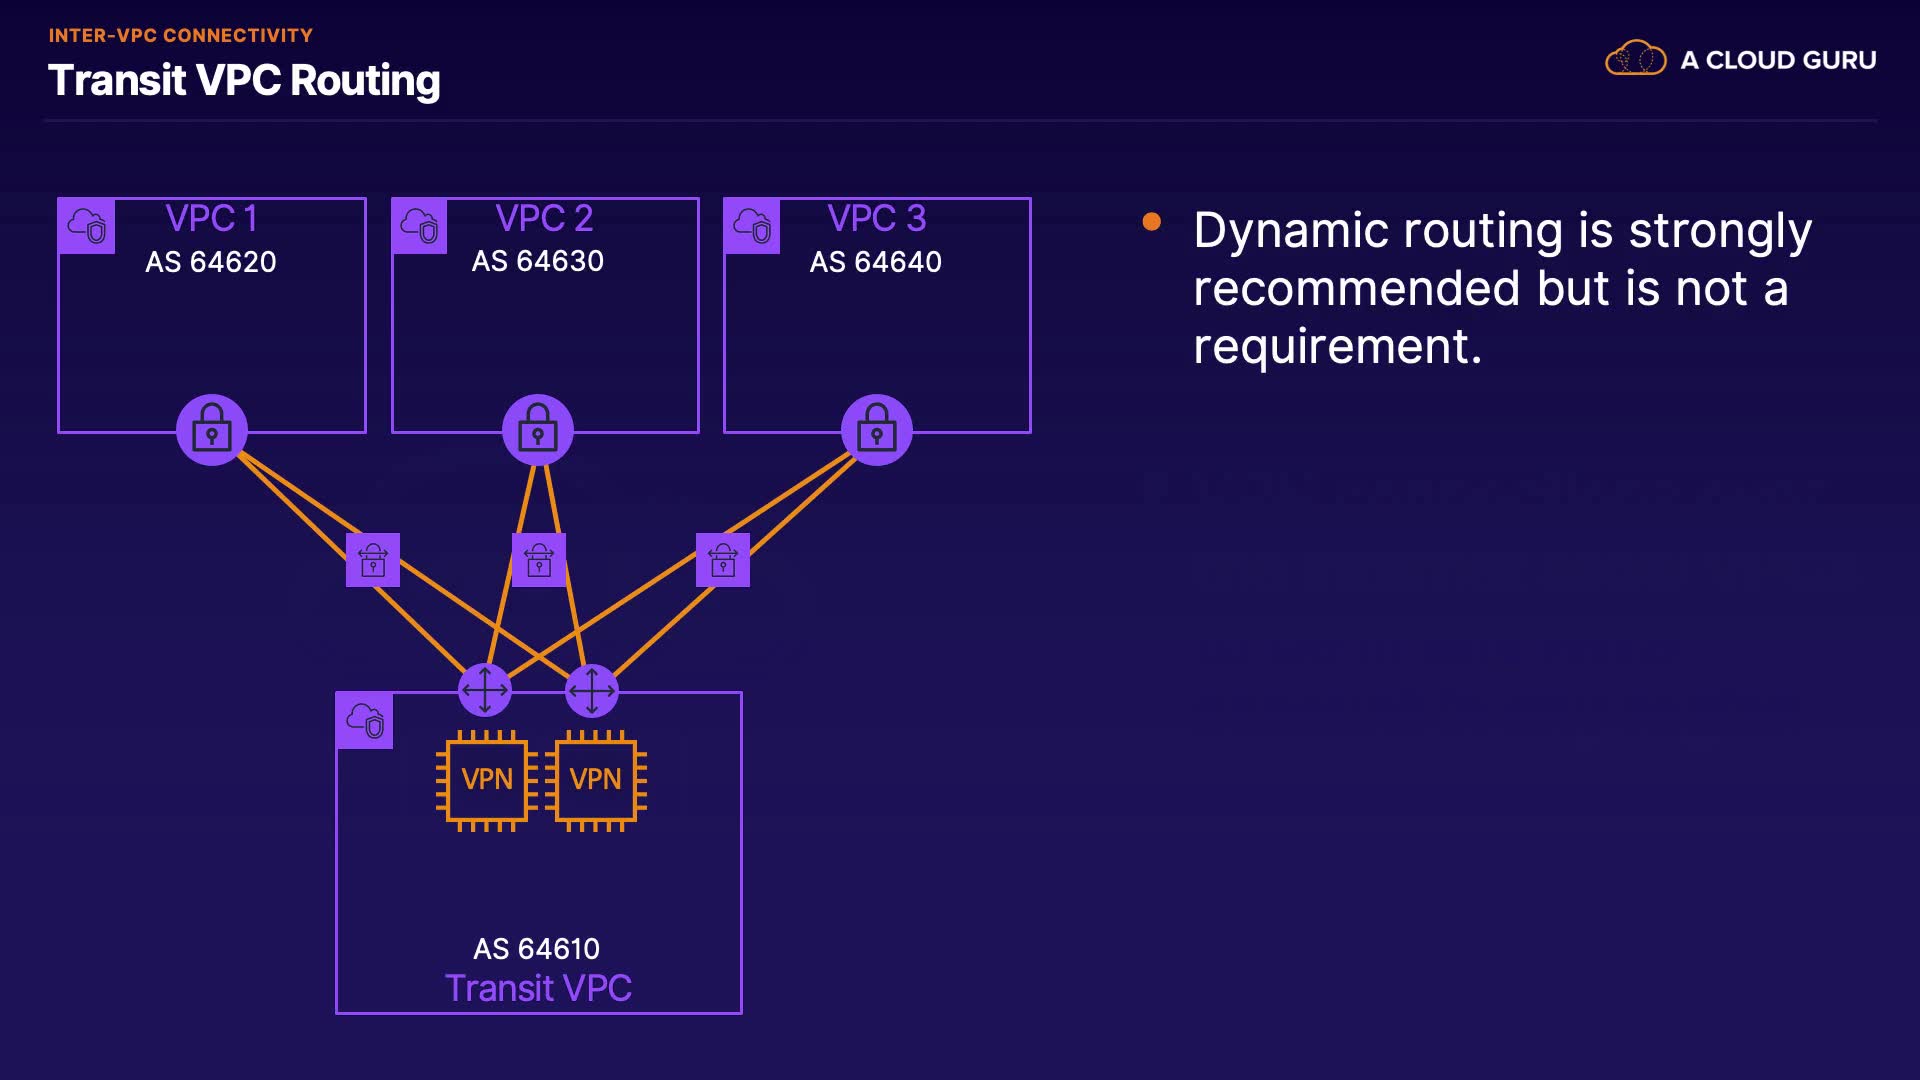 INTER-VPC CONNECTIVITY
Transit VPC Routing
A CLOUD GURU
VPC 1
AS 64620
VPC 2
AS 64630
VPC 3
AS 64640
Dynamic routing is strongly
recommended but is not a
requirement.
VPN
VPN
AS 64610
Transit VPC